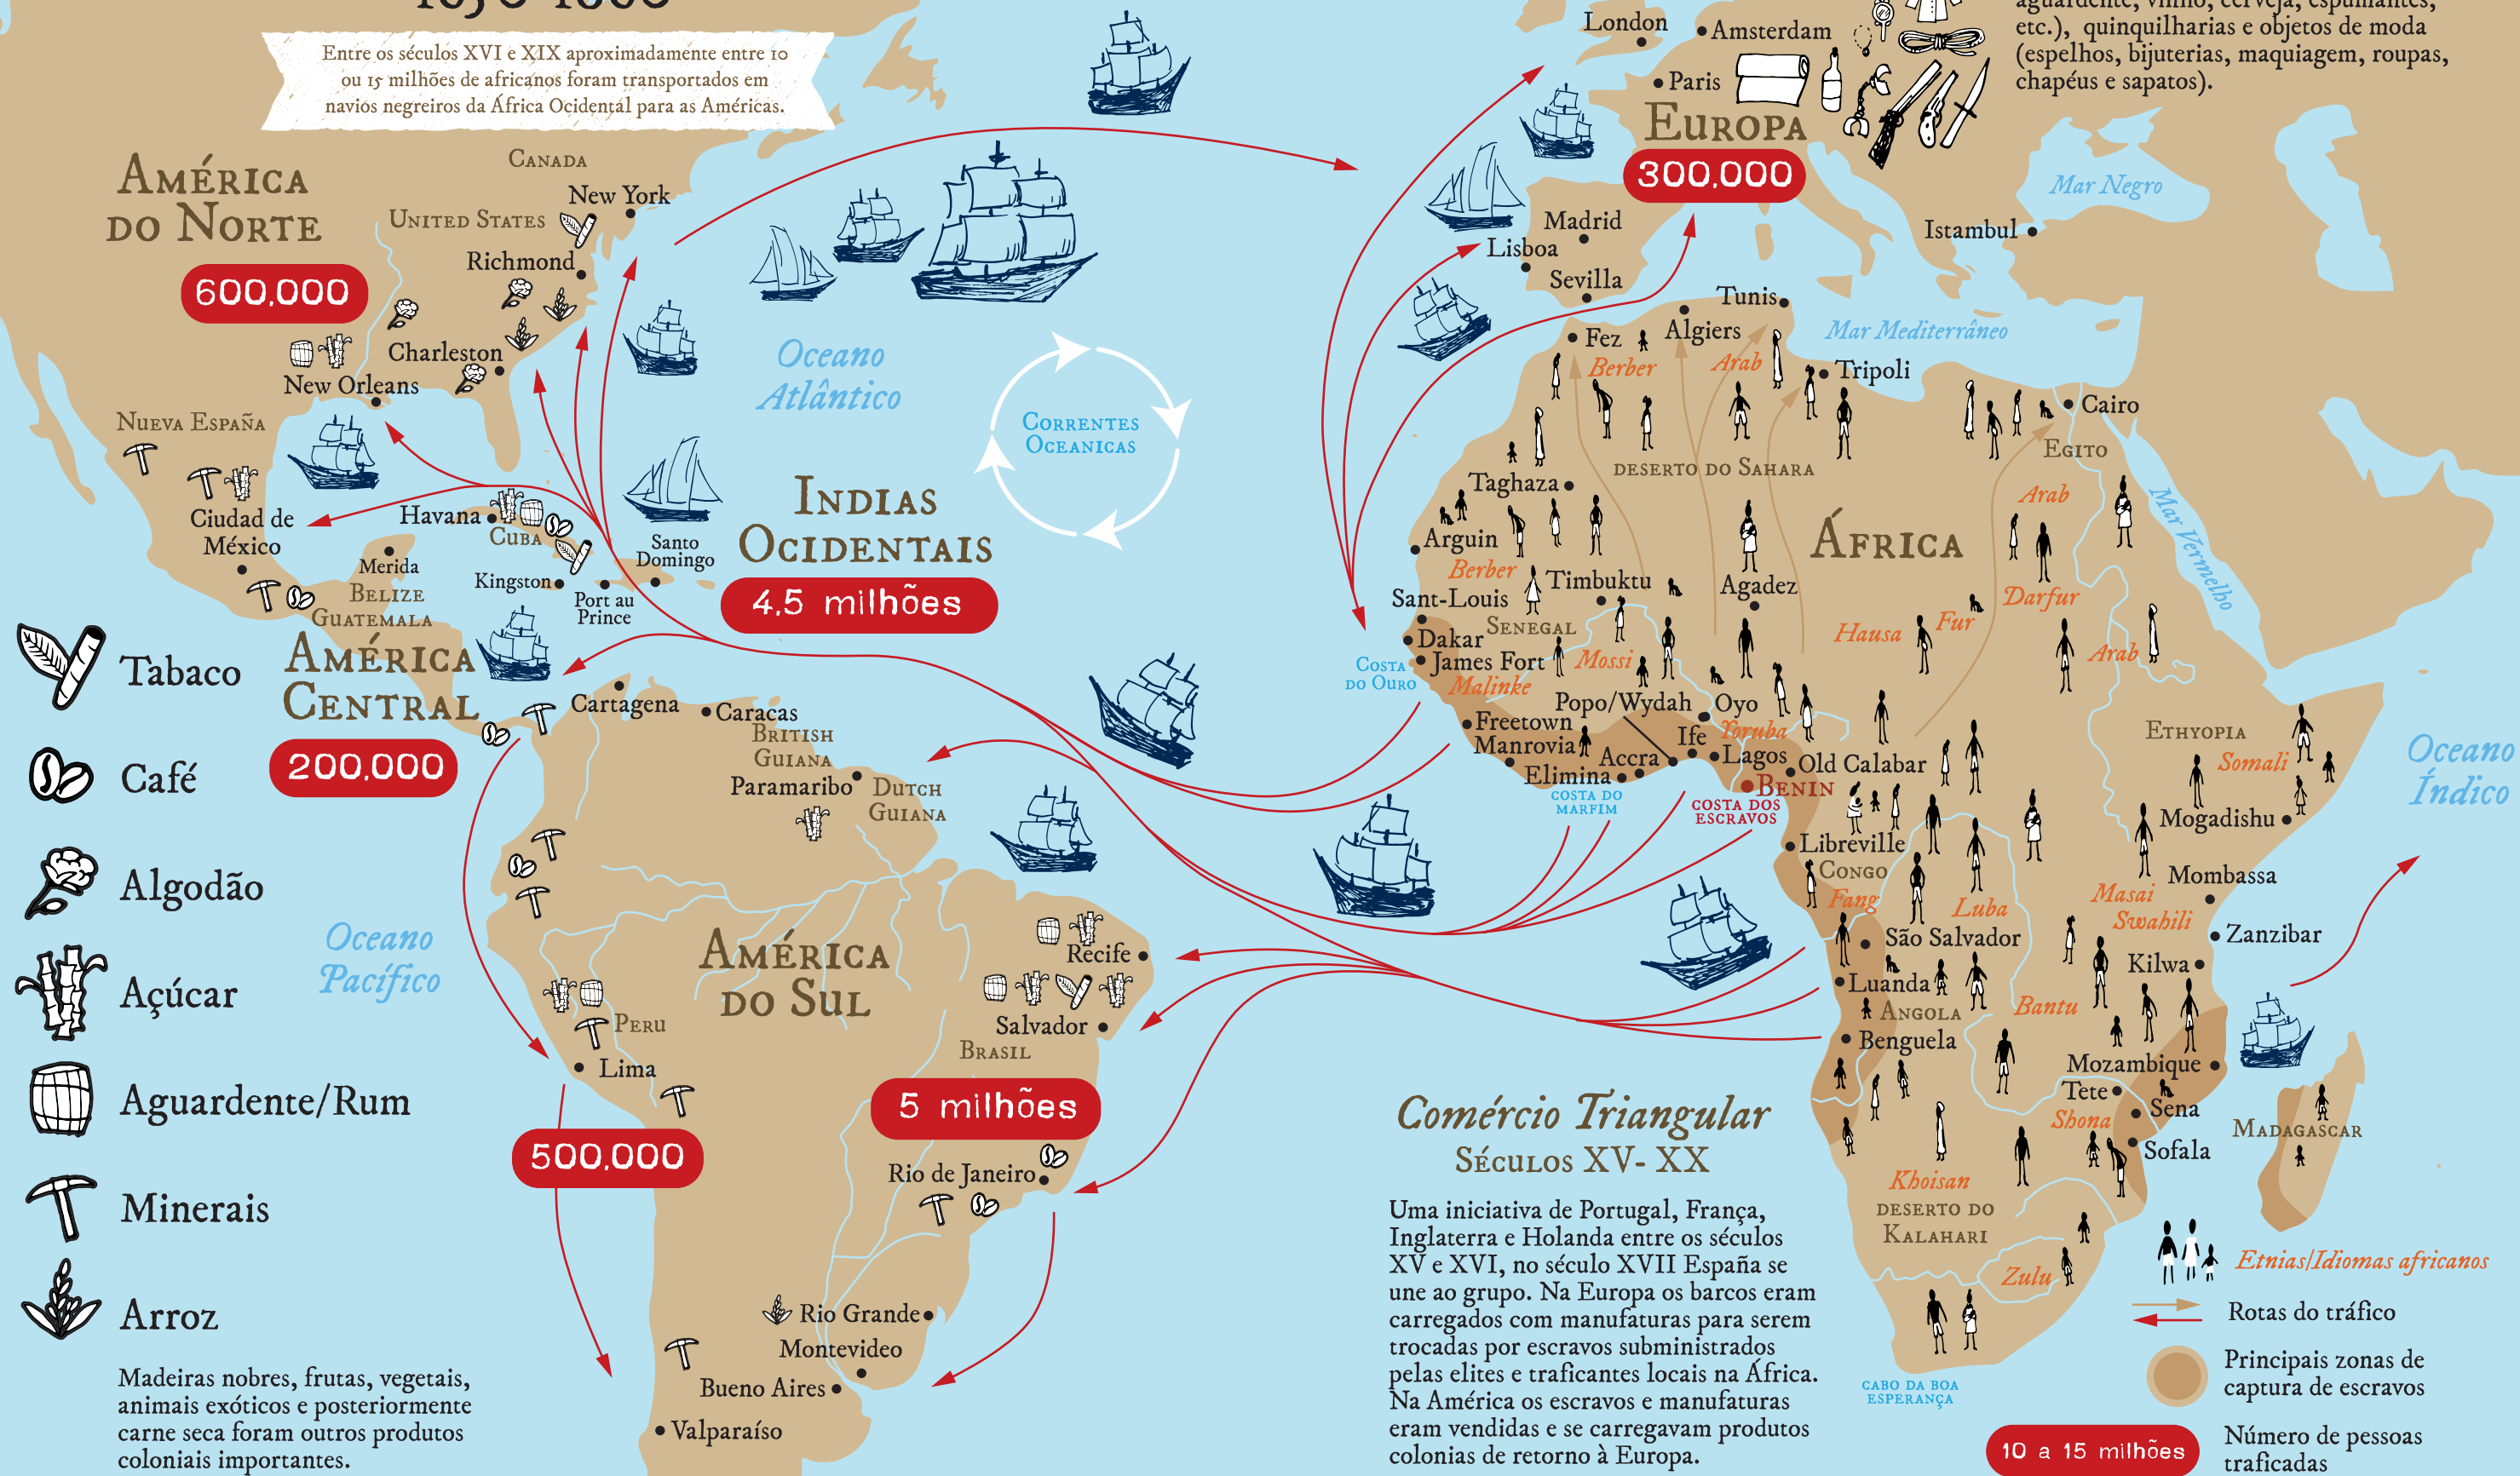 1650-1860
Entre os séculos XVI e XIX aproximadamente entre 10
ou 15 milhões de africanos foram transportados em
navios negreiros da África Ocidental para as Américas.
aguardente, vinho, cerveja, espumantes,
etc.), quinquilharias e objetos de moda
(espelhos, bijuterias, maquiagem, roupas,
chapéus e sapatos).
América
do Norte
600,000
Canada
United States
New York
Richmond
Charleston
New Orleans
Nueva España
Ciudad de
México
Havana
Cuba
Merida
Belize
Guatemala
Kingston
Port au
Prince
Santo
Domingo
Oceano
Atlântico
Correntes
Oceanicas
Indias
Ocidentais
4,5 milhões
América
Central
200,000
Tabaco
Café
Algodão
Açúcar
Aguardente/Rum
Minerais
Arroz
Madeiras nobres, frutas, vegetais,
animais exóticos e posteriormente
carne seca foram outros produtos
coloniais importantes.
Oceano
Pacífico
Cartagena
Caracas
British
Guiana
Paramaribo
Dutch
Guiana
América
do Sul
Recife
Salvador
Brasil
Peru
Lima
5 milhões
500,000
Rio de Janeiro
Rio Grande
Montevideo
Bueno Aires
Valparaíso
London
Amsterdam
Paris
Europa
300,000
Madrid
Lisboa
Sevilla
Istambul
Mar Negro
Mar Mediterrâneo
Tunis
Algiers
Fez
Berber
Arab
Tripoli
Cairo
Egito
deserto do Sahara
Taghaza
Arguin
Berber
Timbuktu
Agadez
África
Arab
Mar Vermelho
Sant-Louis
Senegal
Dakar
James Fort
Mossi
Malinke
Costa
do Ouro
Hausa
Fur
Darfur
Arab
Popo/Wydah
Oyo
Yoruba
Freetown
Manrovia
Ife
Accra
Lagos
Elimina
Old Calabar
Benin
costa do
marfim
costa dos
escravos
Ethyopia
Somali
Mogadishu
Oceano
Índico
Libreville
Congo
Fang
Luba
Masai
Swahili
Mombassa
São Salvador
Zanzibar
Kilwa
Luanda
Angola
Bantu
Benguela
Mozambique
Tete
Sena
Shona
Sofala
Madagascar
Khoisan
deserto do
Kalahari
Zulu
cabo da boa
esperança
Comércio Triangular
Séculos XV- XX
Uma iniciativa de Portugal, França,
Inglaterra e Holanda entre os séculos
XV e XVI, no século XVII España se
une ao grupo. Na Europa os barcos eram
carregados com manufaturas para serem
trocadas por escravos subministrados
pelas elites e traficantes locais na África.
Na América os escravos e manufaturas
eram vendidas e se carregavam produtos
colonias de retorno à Europa.
Etnias/Idiomas africanos
Rotas do tráfico
Principais zonas de
captura de escravos
10 a 15 milhões
Número de pessoas
traficadas